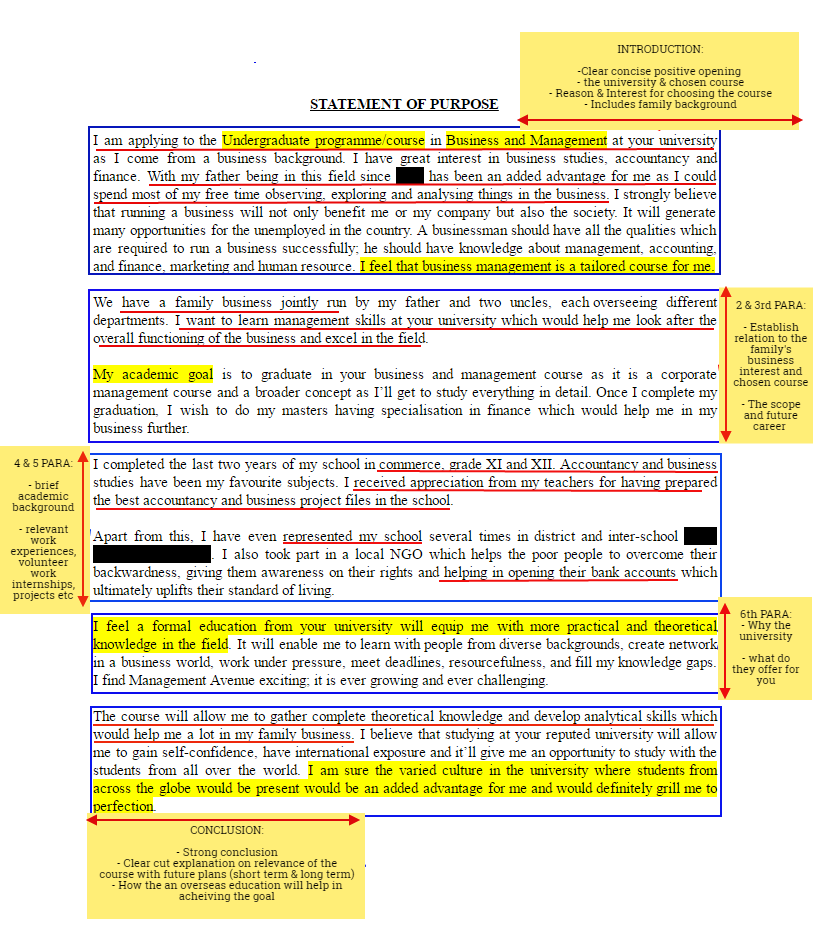 INTRODUCTION:
-Clear concise positive opening
- the university & chosen course
- Reason & Interest for choosing the course
- Includes family background
STATEMENT OF PURPOSE
I am applying to the Undergraduate programme/course in Business and Management at your university
as I come from a business background. I have great interest in business studies, accountancy and
finance. With my father being in this field since has been an added advantage for me as I could
spend most of my free time observing, exploring and analysing things in the business. I strongly believe
that running a business will not only benefit me or my company but also the society. It will generate
many opportunities for the unemployed in the country. A businessman should have all the qualities which
are required to run a business successfully; he should have knowledge about management, accounting,
and finance, marketing and human resource. I feel that business management is a tailored course for me.
We have a family business jointly run by my father and two uncles, each overseeing different
departments. I want to learn management skills at your university which would help me look after the
overall functioning of the business and excel in the field.
My academic goal is to graduate in your business and management course as it is a corporate
management course and a broader concept as I'll get to study everything in detail. Once I complete my
graduation, I wish to do my masters having specialisation in finance which would help me in my
business further.
2 & 3rd PARA:
- Establish
relation to the
family's
business
interest and
chosen course
- The scope
and future
career
4 & 5 PARA:
- brief
academic
background
- relevant
work
experiences,
volunteer
work
internships,
projects etc
I completed the last two years of my school in commerce, grade XI and XII. Accountancy and business
studies have been my favourite subjects. I received appreciation from my teachers for having prepared
the best accountancy and business project files in the school.
Apart from this, I have even represented my school several times in district and inter-school
. I also took part in a local NGO which helps the poor people to overcome their
backwardness, giving them awareness on their rights and helping in opening their bank accounts which
ultimately uplifts their standard of living.
I feel a formal education from your university will equip me with more practical and theoretical
knowledge in the field. It will enable me to learn with people from diverse backgrounds, create network
in a business world, work under pressure, meet deadlines, resourcefulness, and fill my knowledge gaps.
I find Management Avenue exciting; it is ever growing and ever challenging.
6th PARA:
- Why the
university
- what do
they offer for
you
The course will allow me to gather complete theoretical knowledge and develop analytical skills which
would help me a lot in my family business. I believe that studying at your reputed university will allow
me to gain self-confidence, have international exposure and it'll give me an opportunity to study with the
students from all over the world. I am sure the varied culture in the university where students from
across the globe would be present would be an added advantage for me and would definitely grill me to
perfection.
CONCLUSION:
- Strong conclusion
- Clear cut explanation on relevance of the
course with future plans (short term & long term)
- How the an overseas education will help in
acheiving the goal